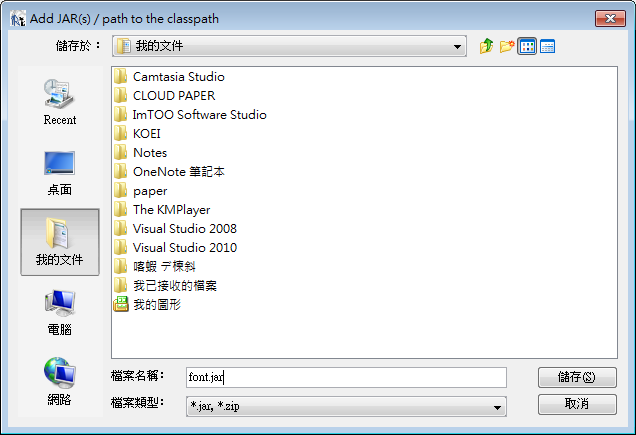 Add JAR(s) / path to the classpath
儲存於：
我的文件
Recent
桌面
我的文件
電腦
網路
Camtasia Studio
CLOUD PAPER
ImTOO Software Studio
KOEI
Notes
OneNote 筆記本
paper
The KMPlayer
Visual Studio 2008
Visual Studio 2010
喀蝦 デ楝斜
我已接收的檔案
我的圖形
檔案名稱：
font.jar
儲存(S)
檔案類型：
*.jar, *.zip
取消